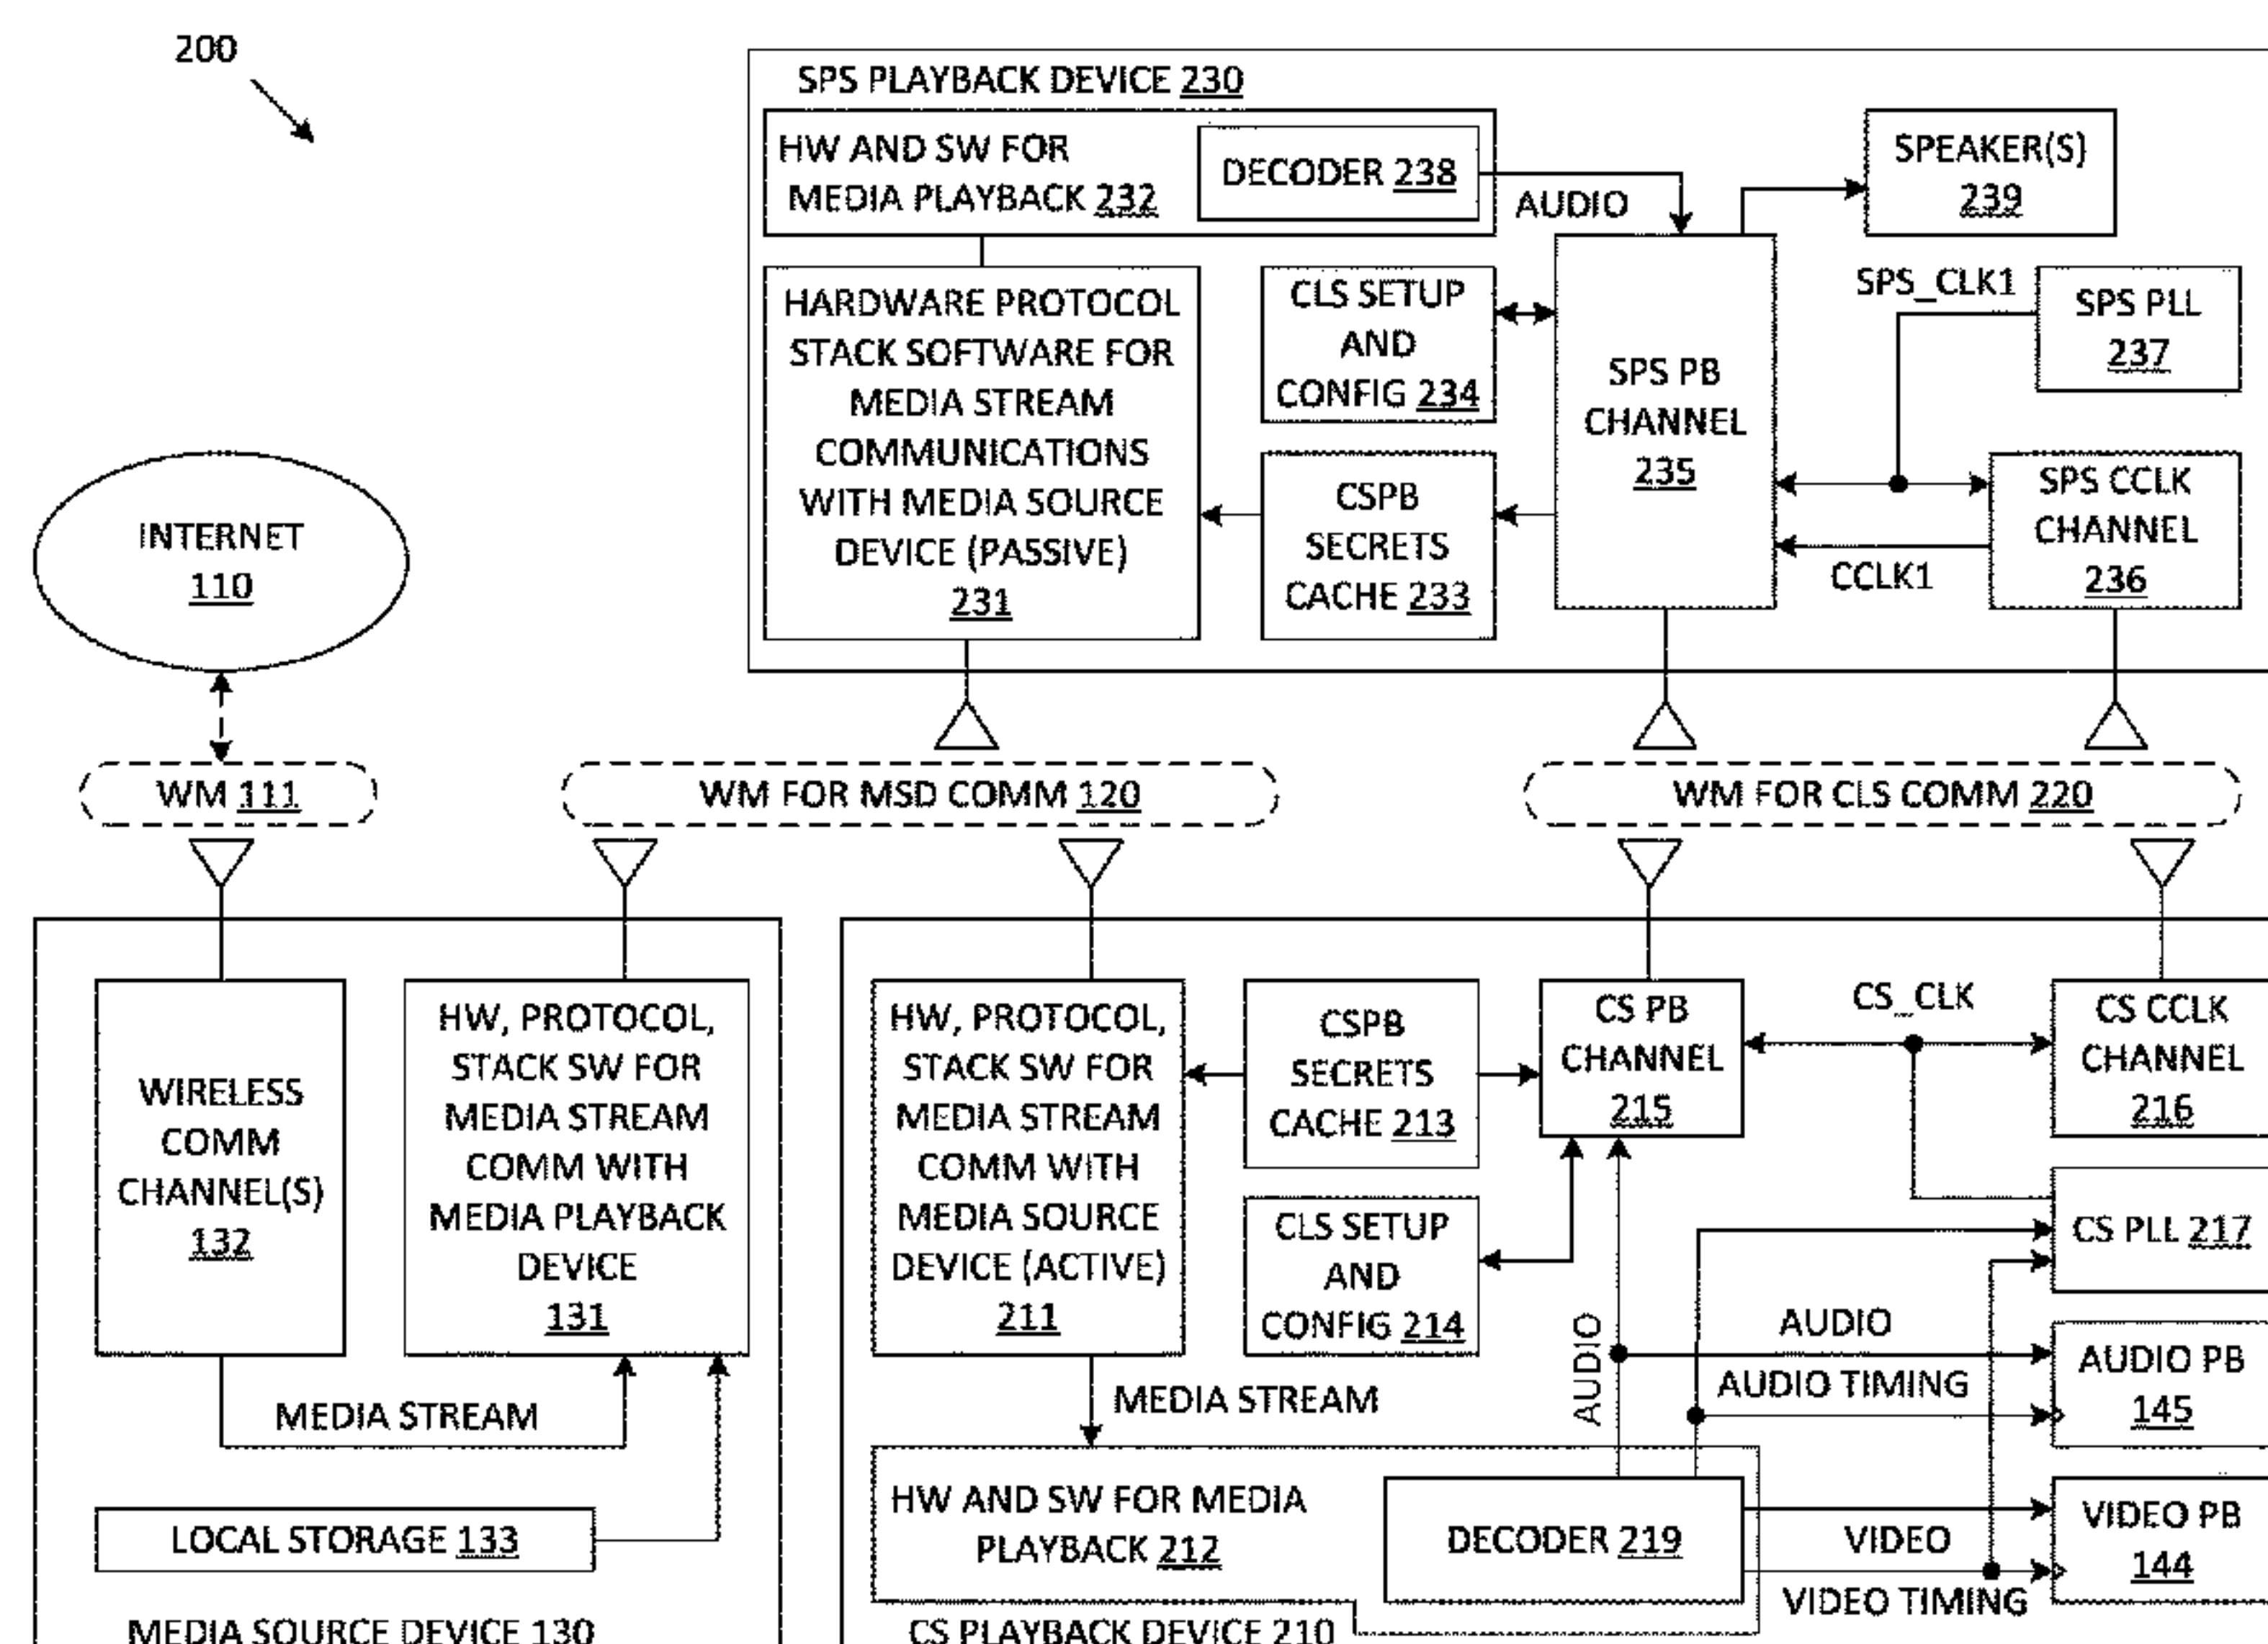 200
SPS PLAYBACK DEVICE 230
HW AND SW FOR
MEDIA PLAYBACK 232
DECODER 238
AUDIO
SPEAKER(S)
239
HARDWARE PROTOCOL
STACK SOFTWARE FOR
MEDIA STREAM
COMMUNICATIONS
WITH MEDIA SOURCE
DEVICE (PASSIVE)
231
CLS SETUP
AND
CONFIG 234
CSPB
SECRETS
CACHE 233
SPS PB
CHANNEL
235
SPS_CLK1
SPS PLL
237
SPS CCLK
CHANNEL
236
CCLK1
INTERNET
110
WM 111
WM FOR MSD COMM 120
WM FOR CLS COMM 220
WIRELESS
COMM
CHANNEL(S)
132
HW, PROTOCOL,
STACK SW FOR
MEDIA STREAM
COMM WITH
MEDIA PLAYBACK
DEVICE
131
MEDIA STREAM
LOCAL STORAGE 133
MEDIA SOURCE DEVICE 130
HW, PROTOCOL,
STACK SW FOR
MEDIA STREAM
COMM WITH
MEDIA SOURCE
DEVICE (ACTIVE)
211
CSPB
SECRETS
CACHE 213
CLS SETUP
AND
CONFIG 214
CS PB
CHANNEL
215
CS_CLK
CS CCLK
CHANNEL
216
CS PLL 217
AUDIO
AUDIO
AUDIO TIMING
AUDIO PB
145
MEDIA STREAM
HW AND SW FOR MEDIA
PLAYBACK 212
DECODER 219
VIDEO
VIDEO TIMING
VIDEO PB
144
CS PLAYBACK DEVICE 210